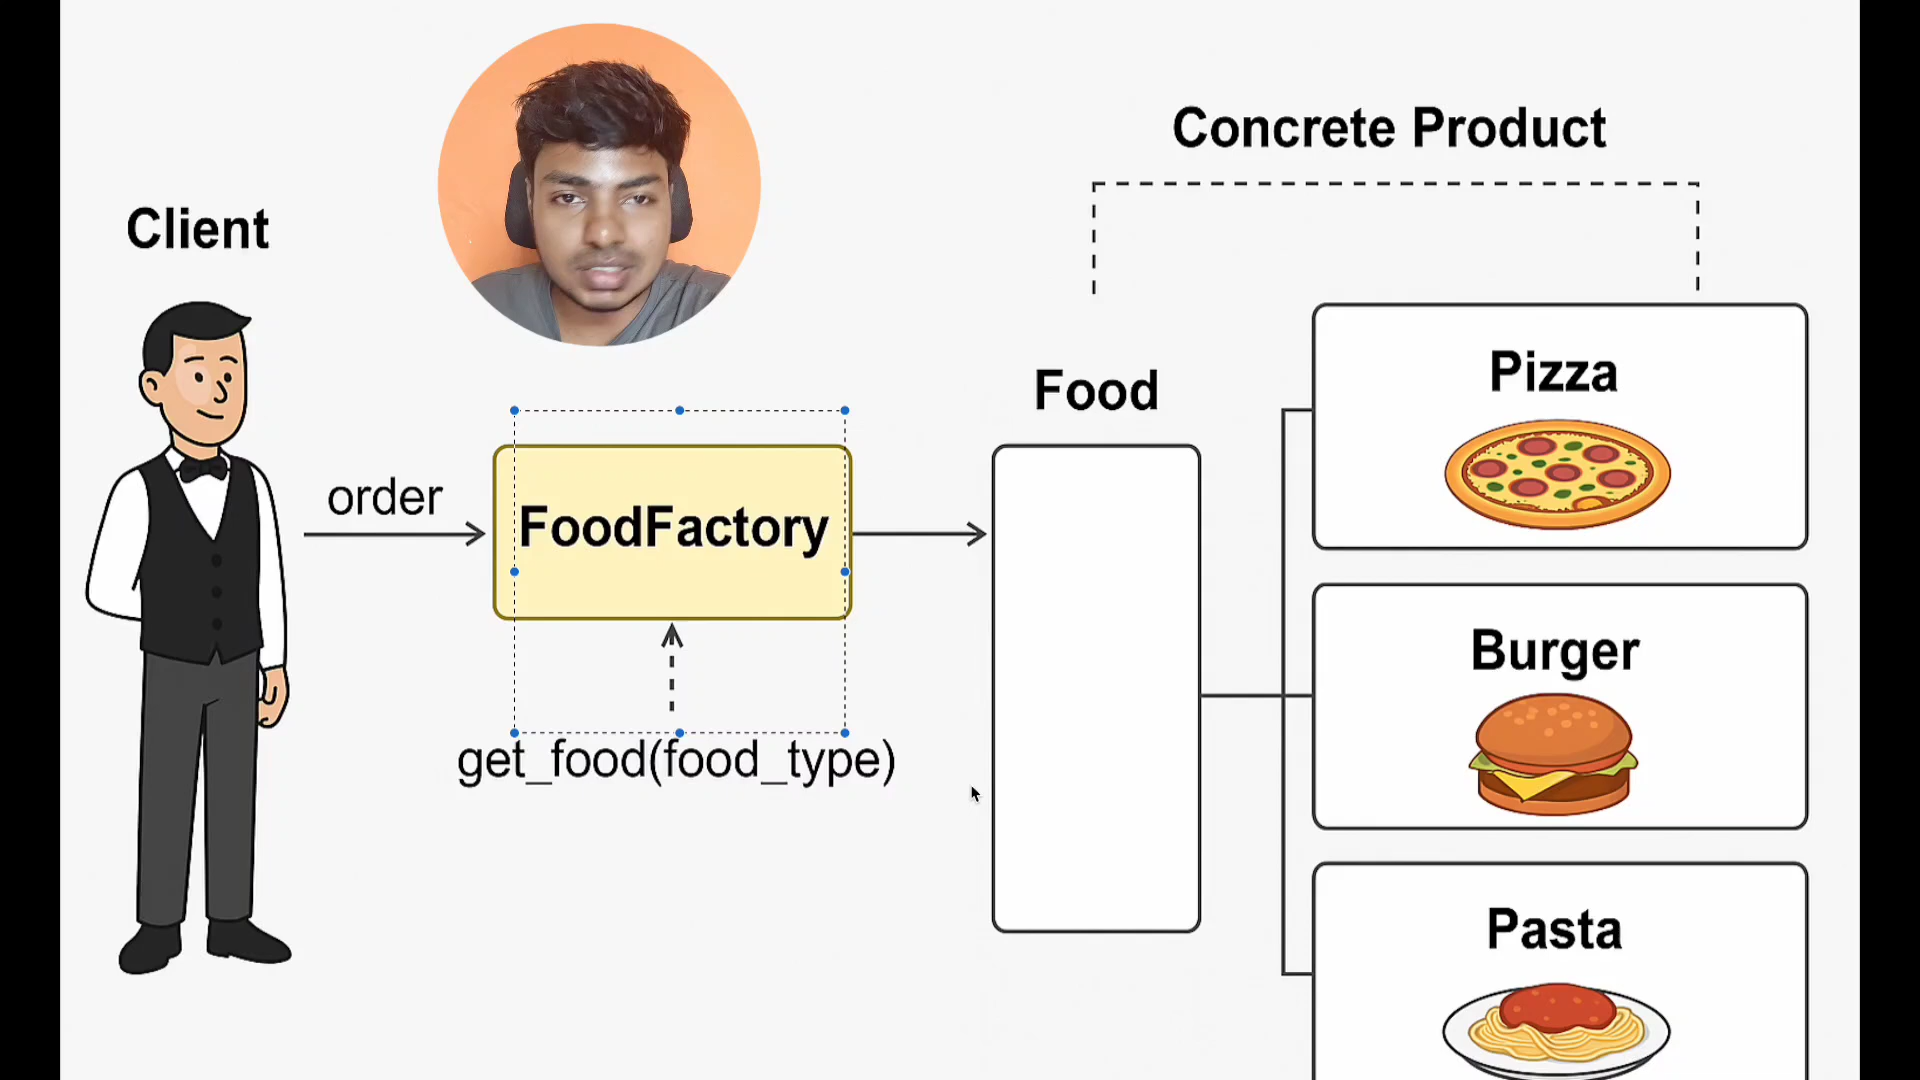 Concrete Product
Client
order
FoodFactory
get_food(food_type)
Food
Pizza
Burger
Pasta